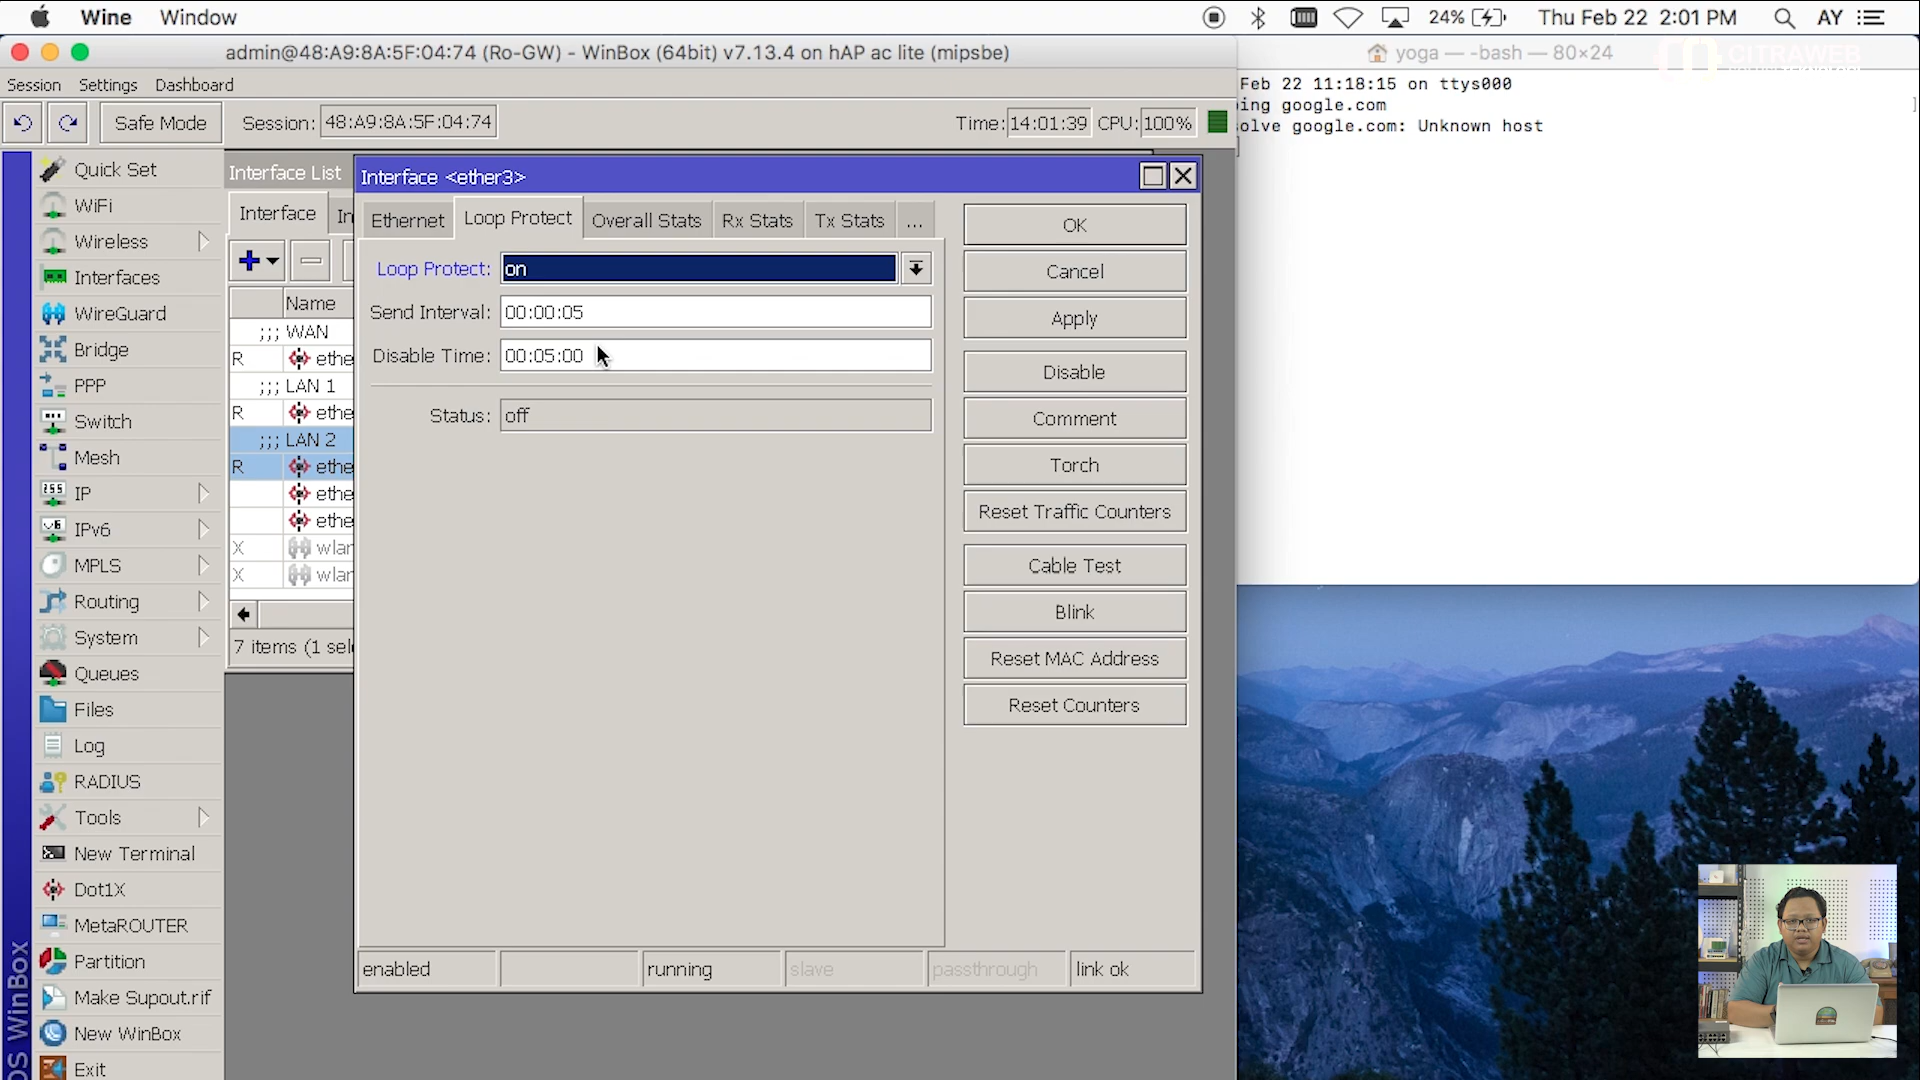 Wine Window
24% Thu Feb 22 2:01 PM AY
admin@48:A9:8A:5F:04:74 (Ro-GW) - WinBox (64bit) v7.13.4 on hAP ac lite (mipsbe)
yoga — -bash — 80×24
CITRAWEB
Session Settings Dashboard
Feb 22 11:18:15 on ttys000
ping google.com
solve google.com: Unknown host
Safe Mode Session: 48:A9:8A:5F:04:74 Time: 14:01:39 CPU: 100%
Quick Set
WiFi
Wireless
Interfaces
WireGuard
Bridge
PPP
Switch
Mesh
IP
IPv6
MPLS
Routing
System
Queues
Files
Log
RADIUS
Tools
New Terminal
Dot1X
MetaROUTER
Partition
Make Supout.rif
New WinBox
Exit
OS WinBox
Interface List
Interface In
Name
;;; WAN
R ethe
;;; LAN 1
R ethe
;;; LAN 2
R ethe
ethe
ethe
X wlan
X wlan
7 items (1 sele
Interface <ether3>
Ethernet Loop Protect Overall Stats Rx Stats Tx Stats ...
Loop Protect: on
Send Interval: 00:00:05
Disable Time: 00:05:00
Status: off
OK
Cancel
Apply
Disable
Comment
Torch
Reset Traffic Counters
Cable Test
Blink
Reset MAC Address
Reset Counters
enabled running slave passthrough link ok